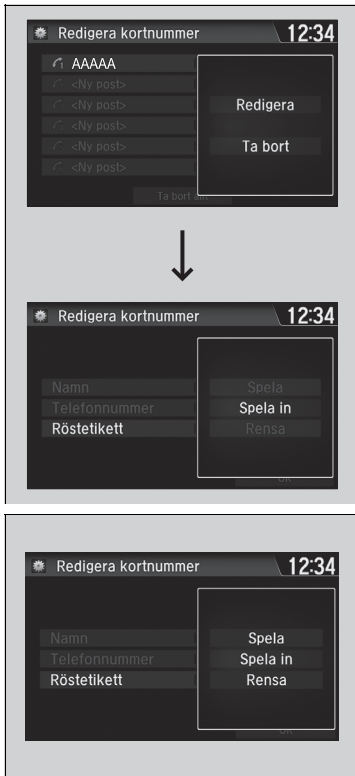 Redigera kortnummer 12:34
AAAAA
<Ny post>
<Ny post> Redigera
<Ny post>
<Ny post> Ta bort
<Ny post>
Ta bort allt
Redigera kortnummer 12:34
Namn Spela
Telefonnummer Spela in
Röstetikett Rensa
OK
Redigera kortnummer 12:34
Namn Spela
Telefonnummer Spela in
Röstetikett Rensa
OK